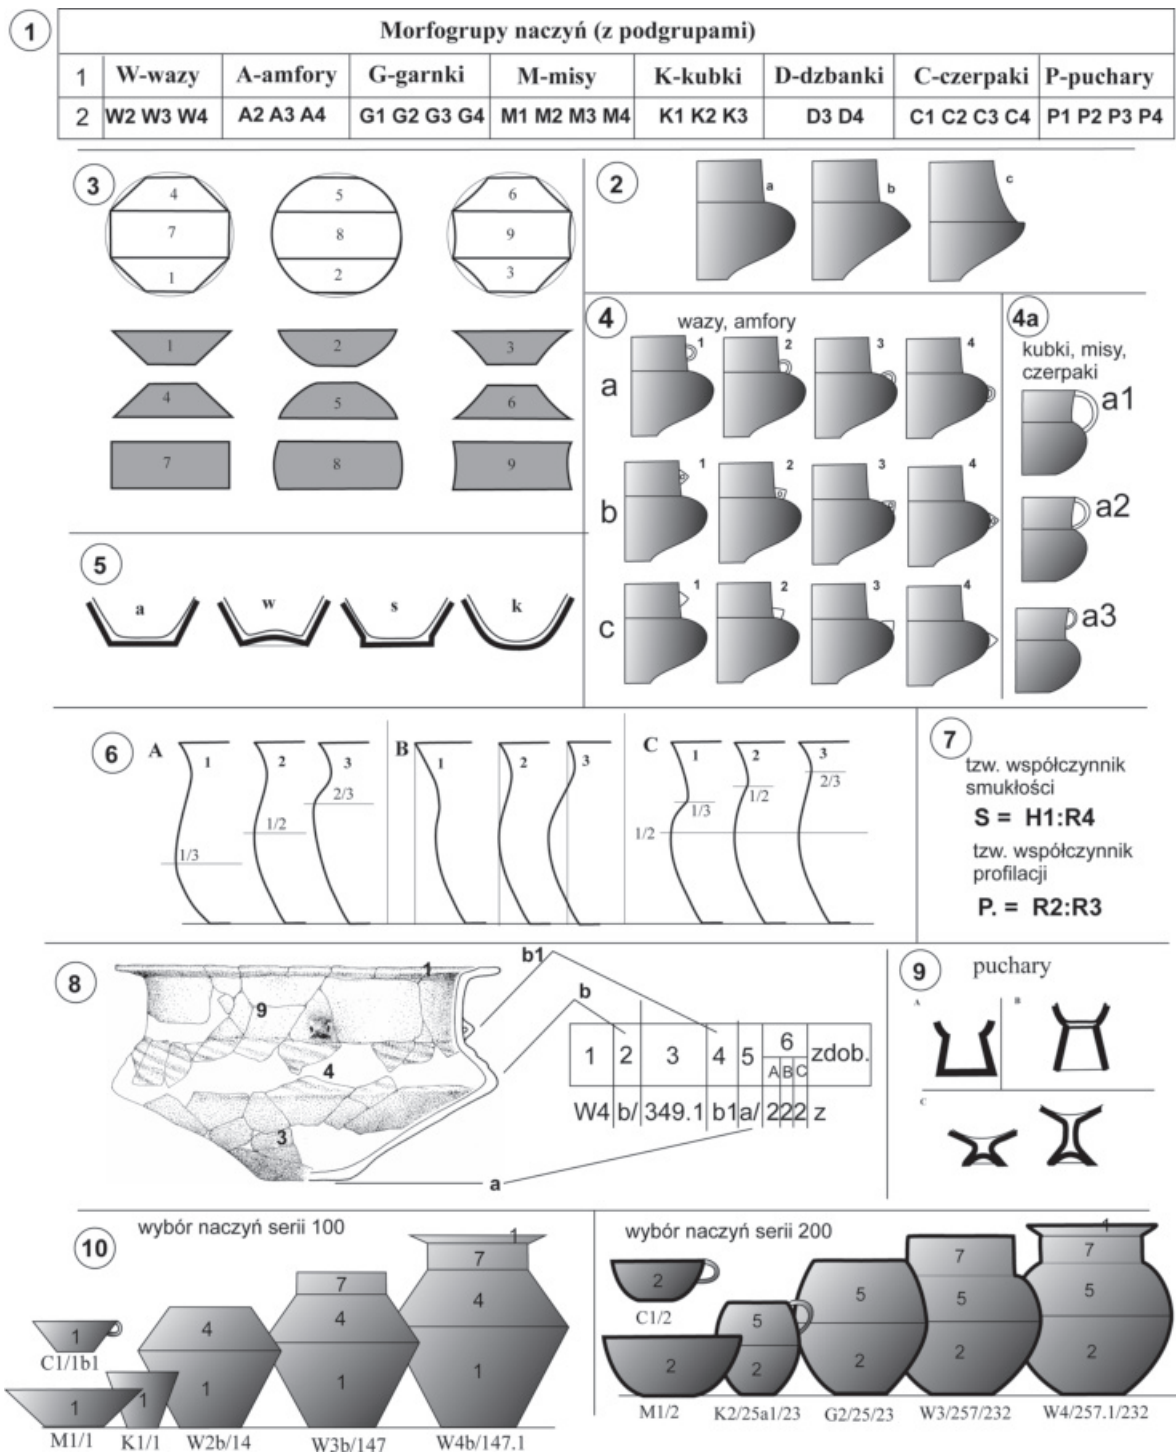 1
Morfogrupy naczyń (z podgrupami)
1 W-wazy A-amfory G-garnki M-misy K-kubki D-dzbanki C-czerpaki P-puchary
2 W2 W3 W4 A2 A3 A4 G1 G2 G3 G4 M1 M2 M3 M4 K1 K2 K3 D3 D4 C1 C2 C3 C4 P1 P2 P3 P4
3
4 5 6
7 8 9
1 2 3
1 2 3
4 5 6
7 8 9
2
a b c
4
wazy, amfory
1 2 3 4
a
1 2 3 4
b
1 2 3 4
c
4a
kubki, misy,
czerpaki
a1
a2
a3
5
a w s k
6
A 1 2 3
2/3
1/2
1/3
B 1 2 3
C 1 2 3
2/3
1/2
1/3
1/2
7
tzw. współczynnik
smukłości
S = H1:R4
tzw. współczynnik
profilacji
P. = R2:R3
8
1
9
4
3
b1
b
a
1 2 3 4 5 6 zdob.
A B C
W4 b/ 349.1 b1 a/ 222 z
9
puchary
A B
C
10
wybór naczyń serii 100
1
7
7 4
4 4
1 1 1 1
1 1
C1/1b1
M1/1 K1/1 W2b/14 W3b/147 W4b/147.1
wybór naczyń serii 200
1
7 7
2 5 5 5
C1/2
5
2 2 2 2 2
M1/2 K2/25a1/23 G2/25/23 W3/257/232 W4/257.1/232